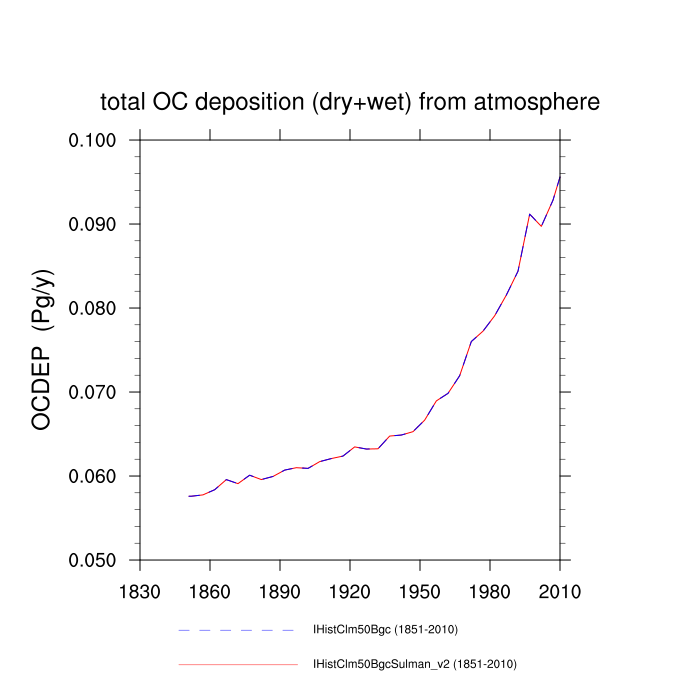 total OC deposition (dry+wet) from atmosphere
OCDEP (Pg/y)
0.100
0.090
0.080
0.070
0.060
0.050
1830 1860 1890 1920 1950 1980 2010
IHistClm50Bgc (1851-2010)
IHistClm50BgcSulman_v2 (1851-2010)